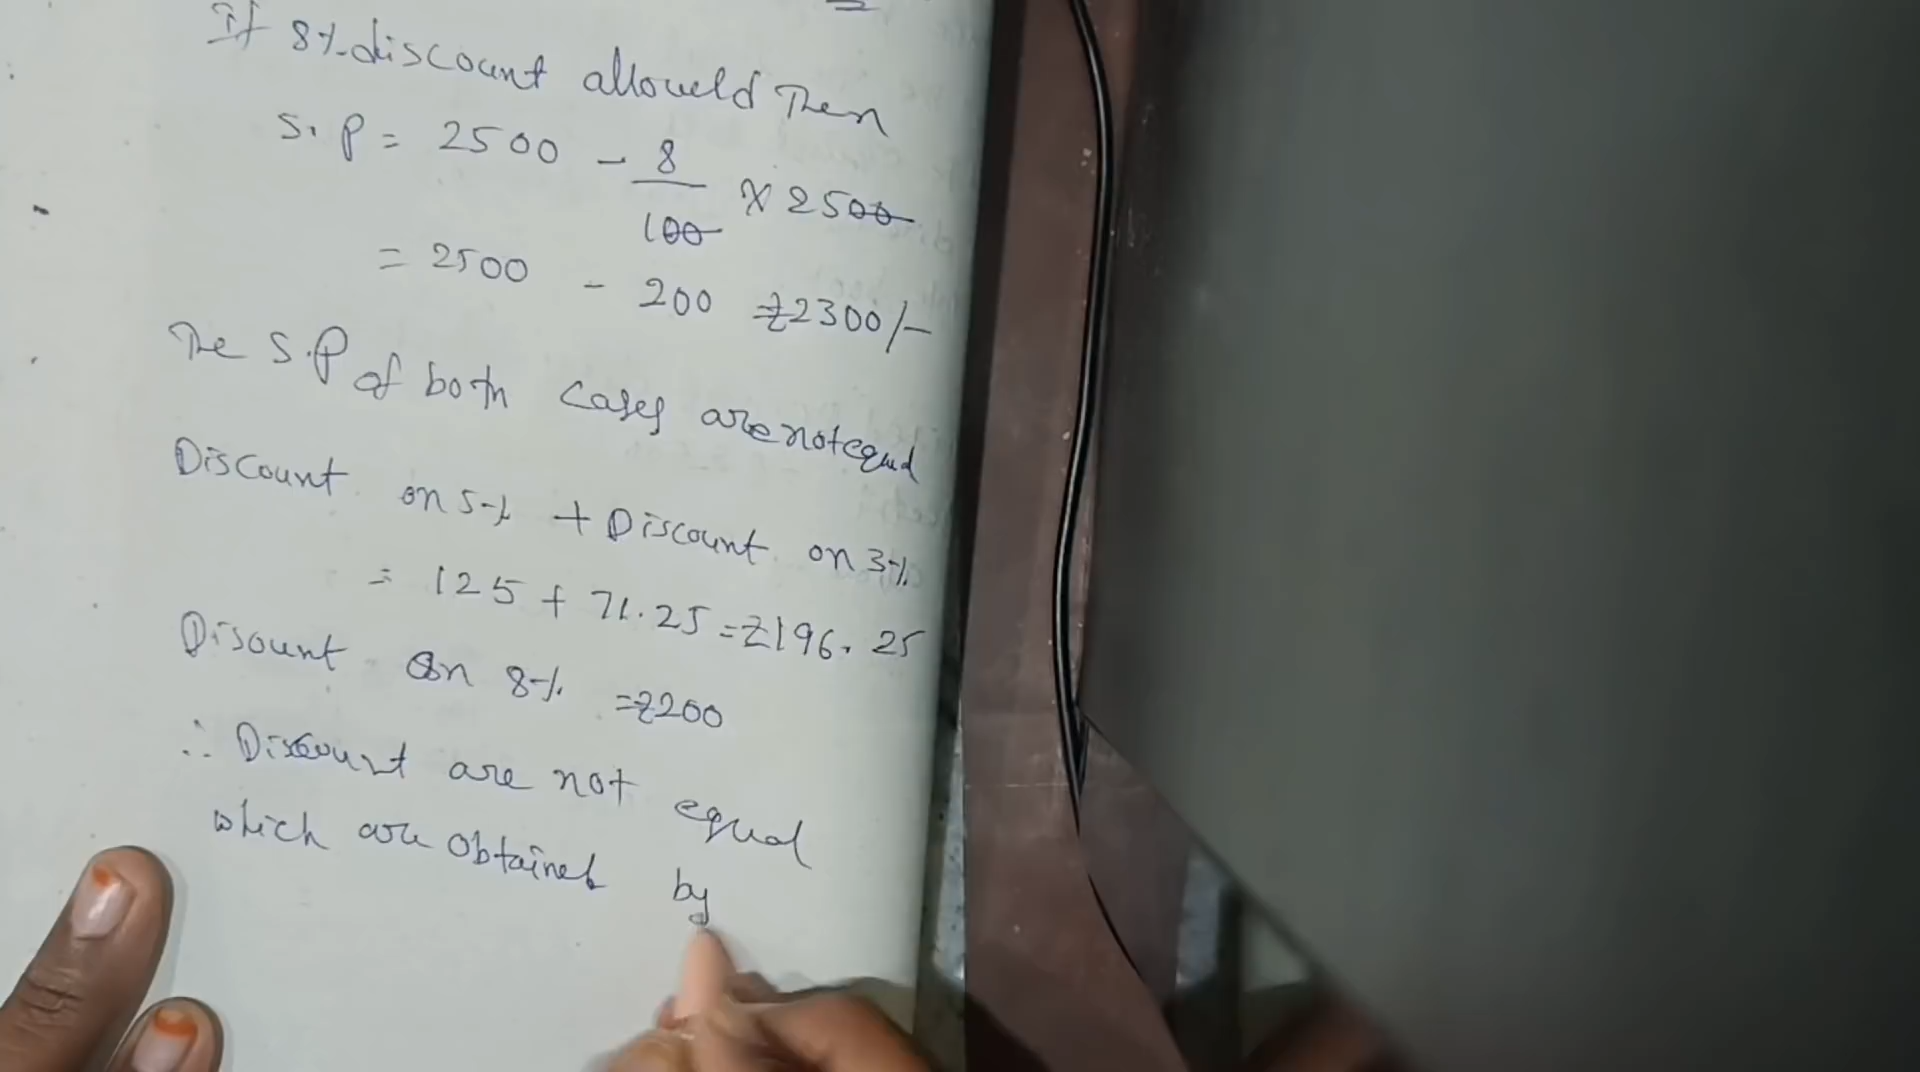 If 8% discount alloweld Then
S. P = 2500 - 8/100 x 2500
= 2500 - 200 = ₹2300/-
The S.P of both cases are not equal
Discount on 5% + Discount on 3%
= 125 + 71.25 = ₹196.25
Disount on 8% = ₹200
∴ Discount are not equal
which are obtained by